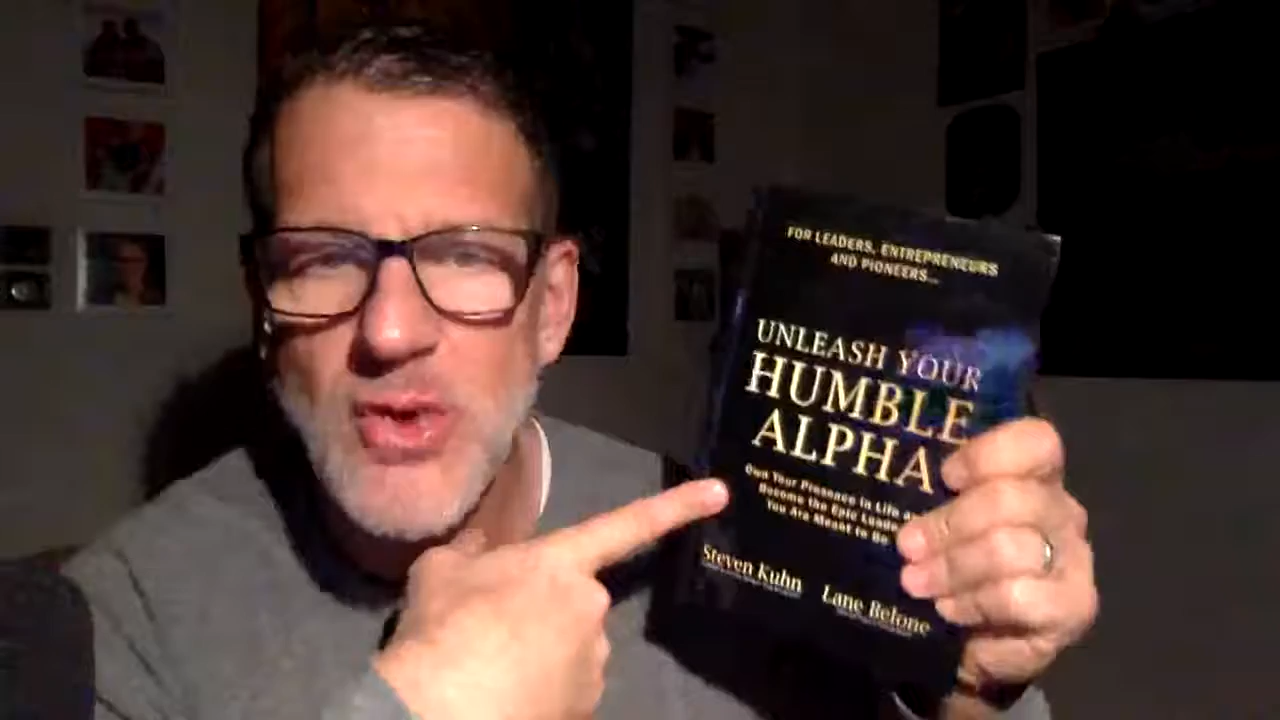 FOR LEADERS, ENTREPRENEURS
AND PIONEERS...
UNLEASH YOUR
HUMBLE
ALPHA
Own Your Presence in Life
Become the Epic
You Are Meant to Be
Steven Kuhn
Lane Belone